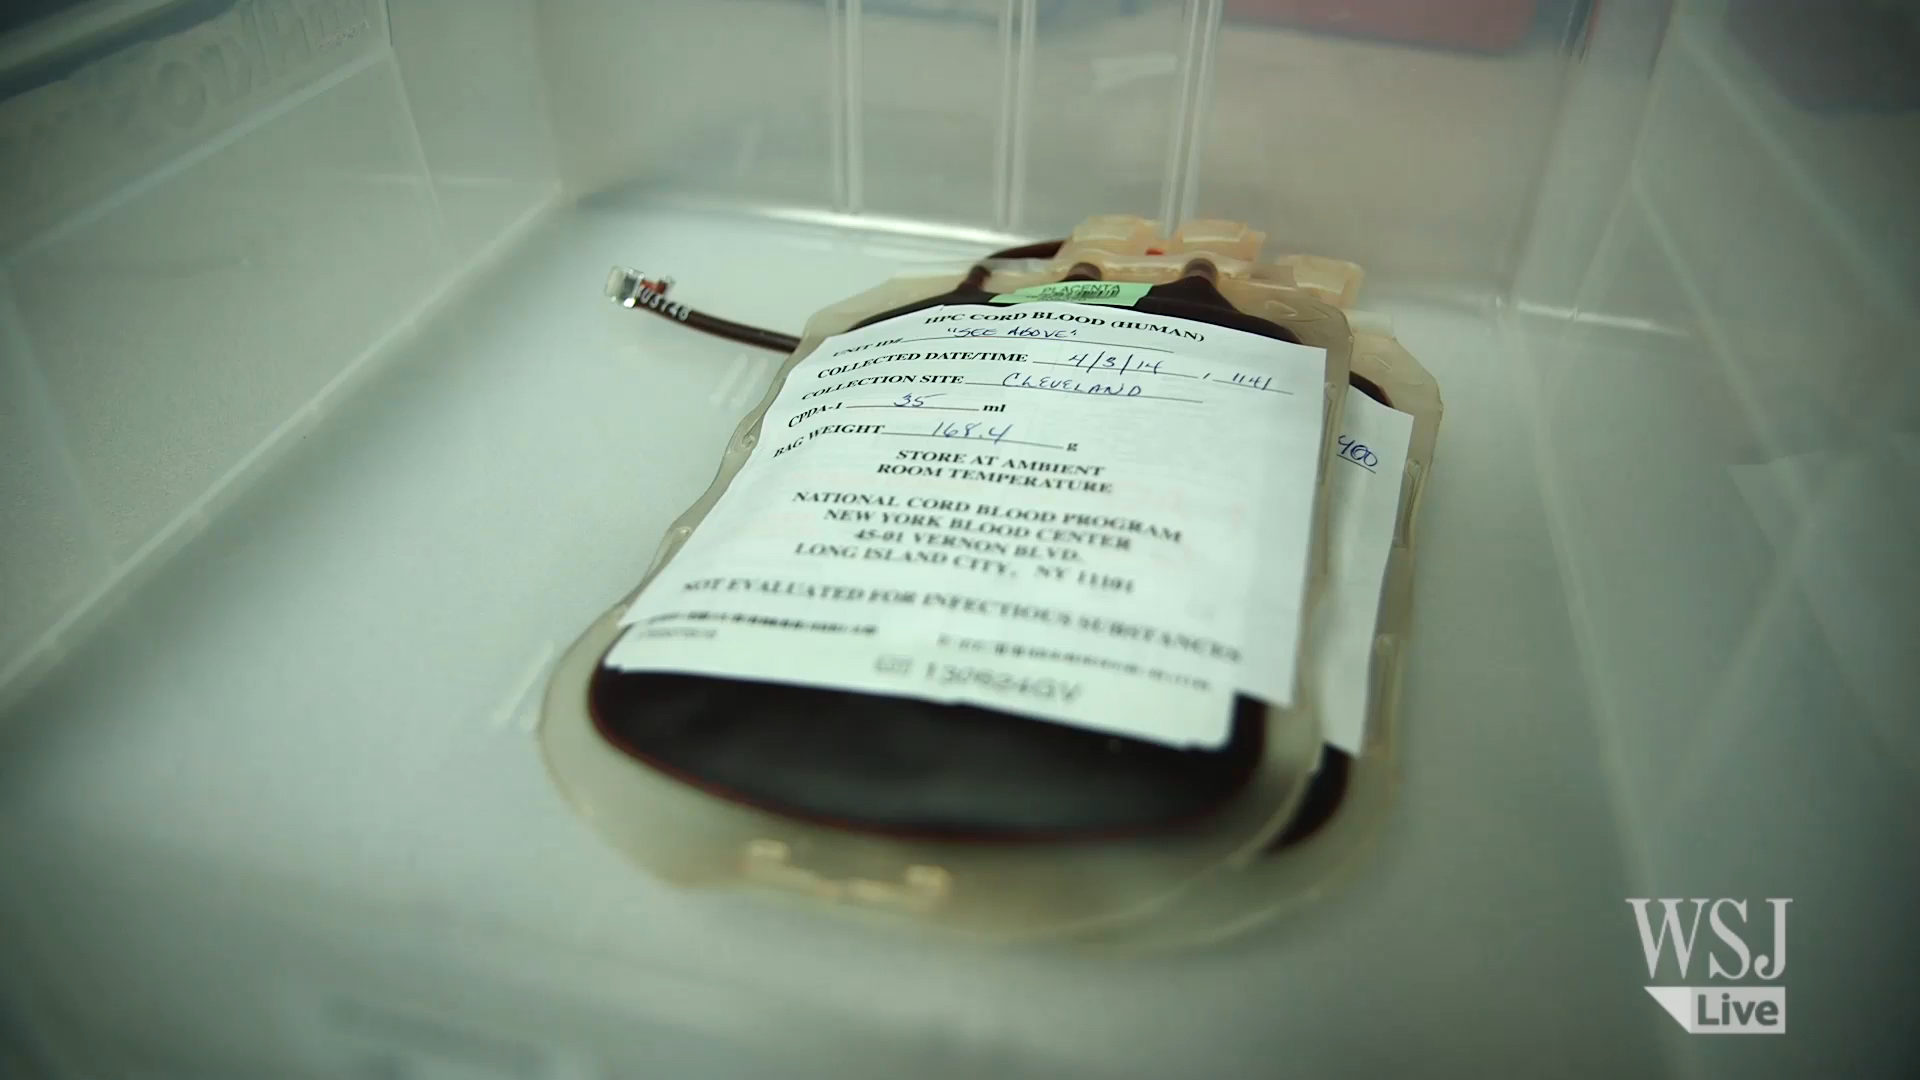 PLACENTA
HPC CORD BLOOD (HUMAN)
UNIT ID# "SEE ABOVE"
COLLECTED DATE/TIME 4/3/14, 1141
COLLECTION SITE CLEVELAND
CPDA-1 35 ml
BAG WEIGHT 168.4 g
STORE AT AMBIENT
ROOM TEMPERATURE
NATIONAL CORD BLOOD PROGRAM
NEW YORK BLOOD CENTER
45-01 VERNON BLVD.
LONG ISLAND CITY, NY 11101
NOT EVALUATED FOR INFECTIOUS SUBSTANCES
400
WSJ
Live